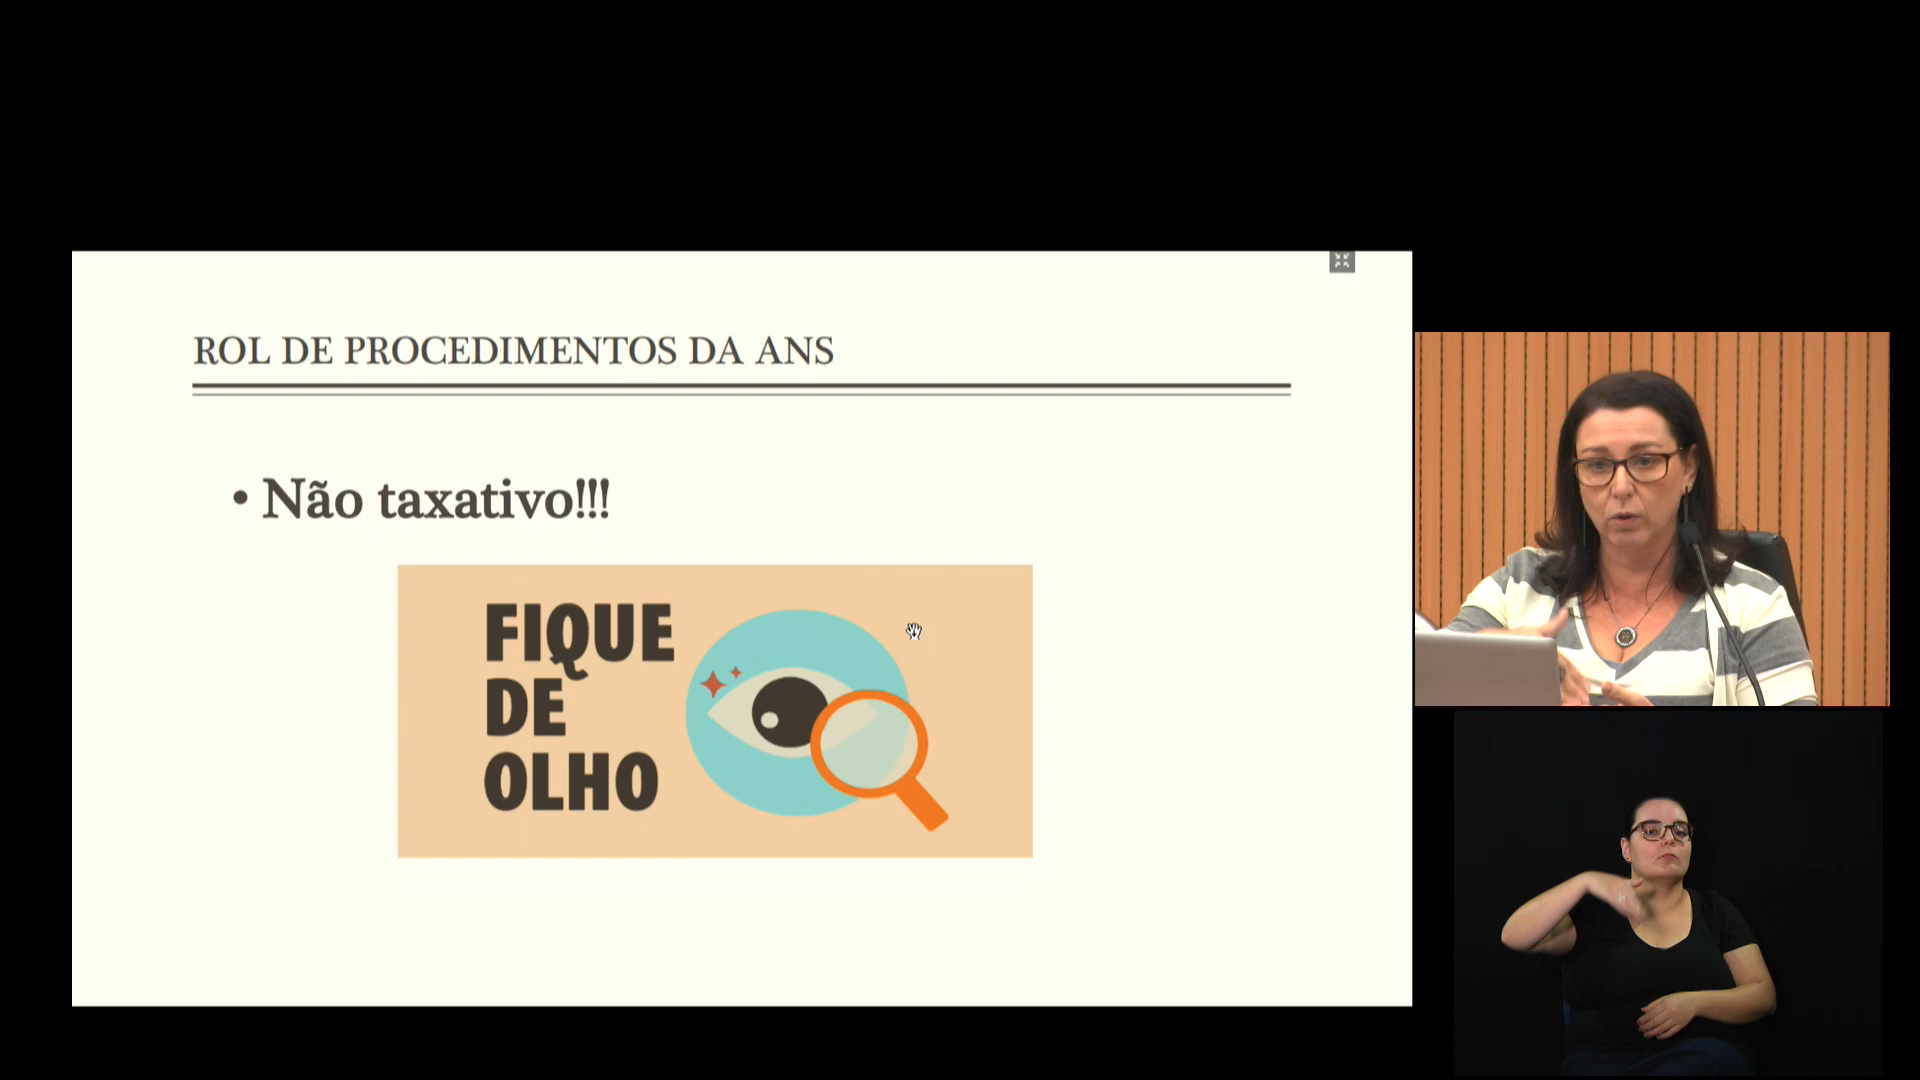 ROL DE PROCEDIMENTOS DA ANS
• Não taxativo!!!
FIQUE
DE
OLHO